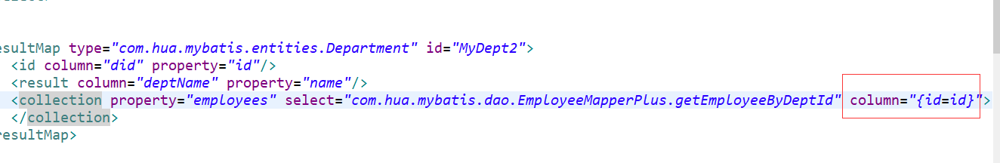 esultMap type="com.hua.mybatis.entities.Department" id="MyDept2">
<id column="did" property="id"/>
<result column="deptName" property="name"/>
<collection property="employees" select="com.hua.mybatis.dao.EmployeeMapperPlus.getEmployeeByDeptId" column="{id=id}">
</collection>
esultMap>